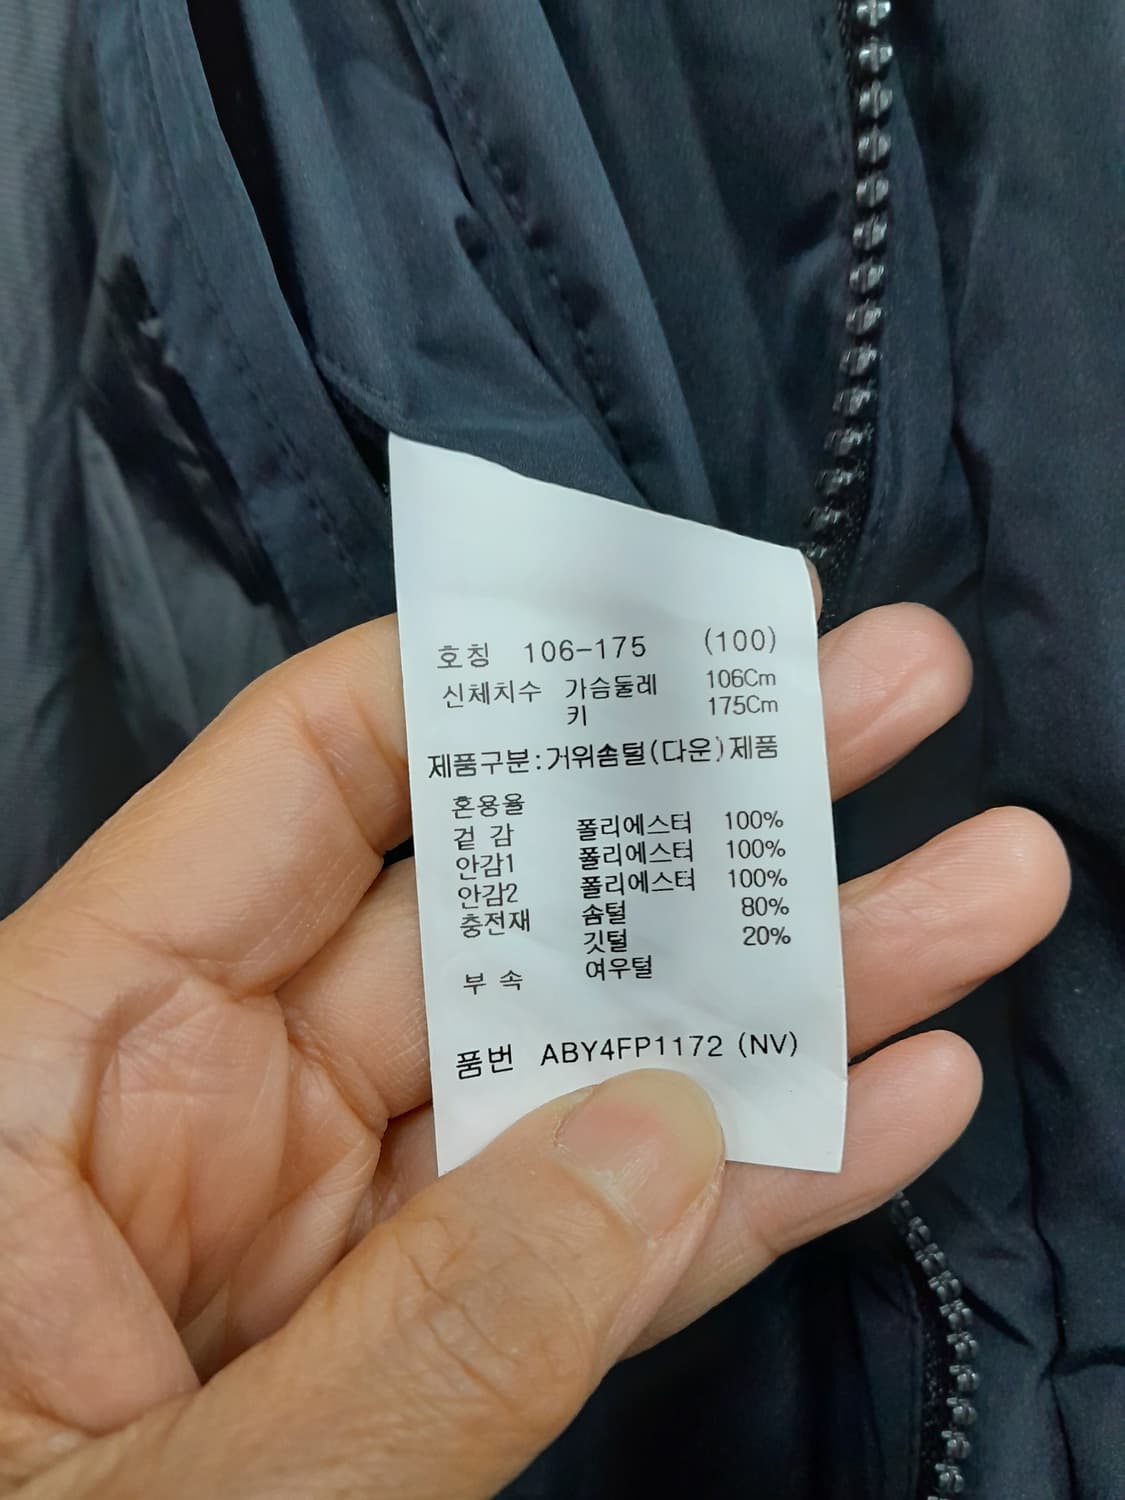 호칭 106-175 (100)
신체치수 가슴둘레 106Cm
키 175Cm
제품구분:거위솜털(다운)제품
혼용율
겉 감 폴리에스터 100%
안감1 폴리에스터 100%
안감2 폴리에스터 100%
충전재 솜털 80%
깃털 20%
부 속 여우털
품번 ABY4FP1172 (NV)